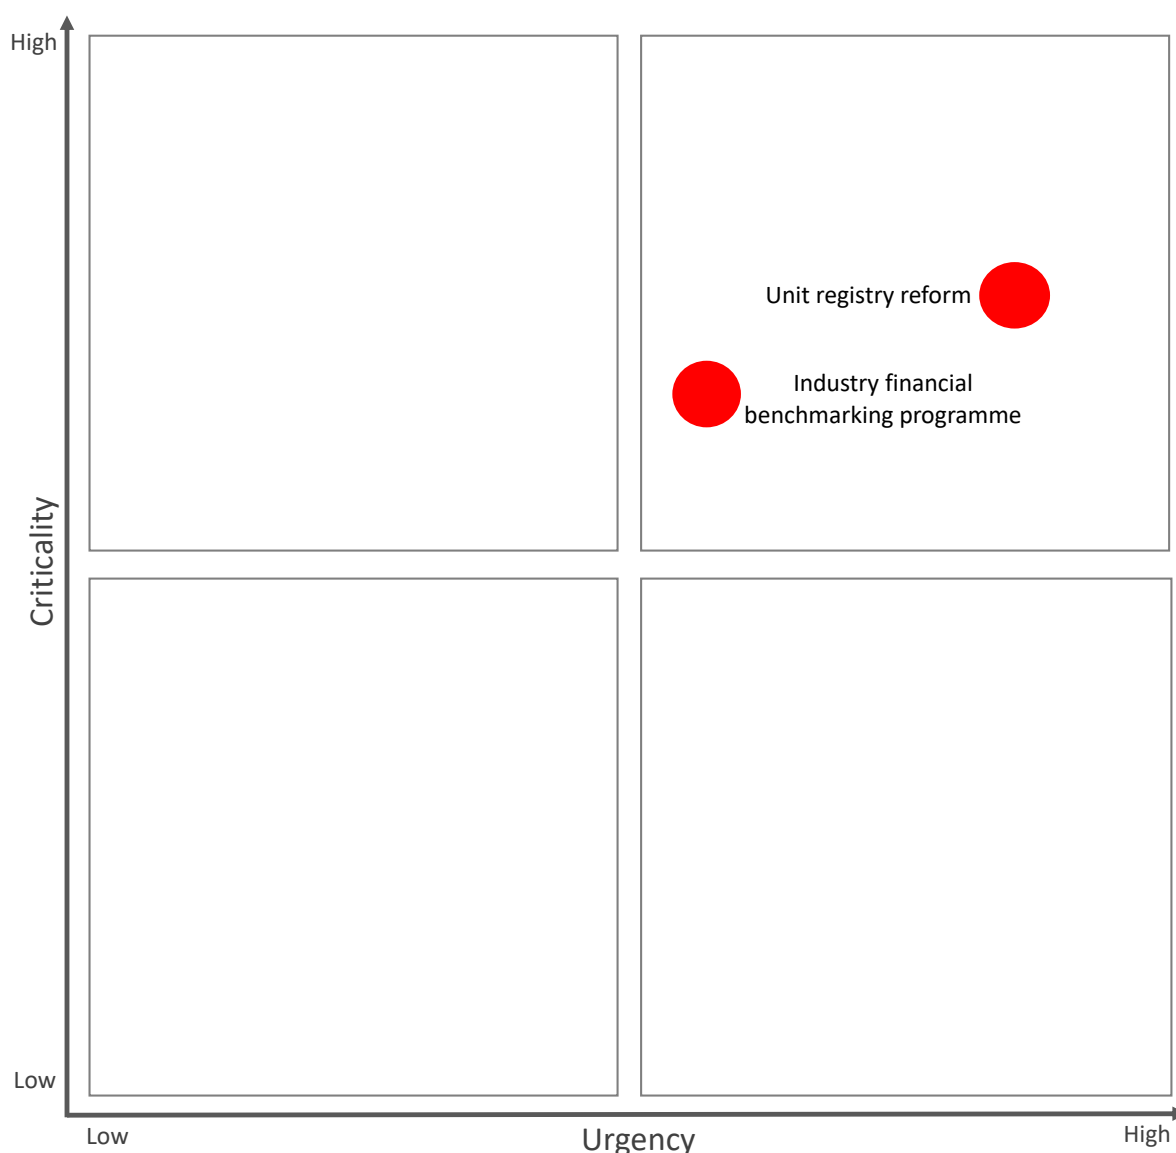 High
Unit registry reform
Industry financial
benchmarking programme
Criticality
Low
Low
Urgency
High